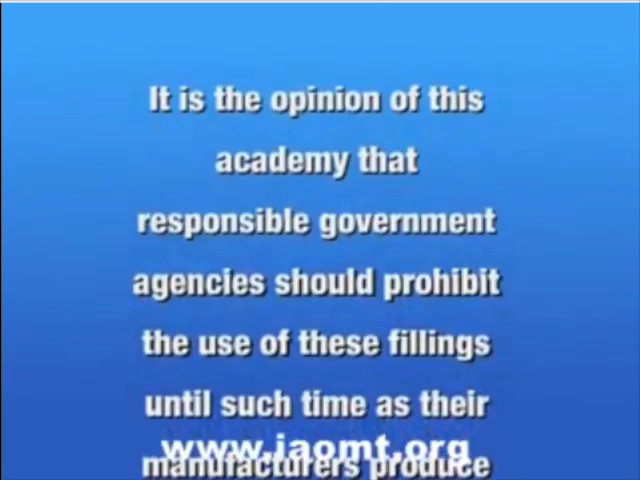 It is the opinion of this
academy that
responsible government
agencies should prohibit
the use of these fillings
until such time as their
www.iaomt.org
manufacturers produce